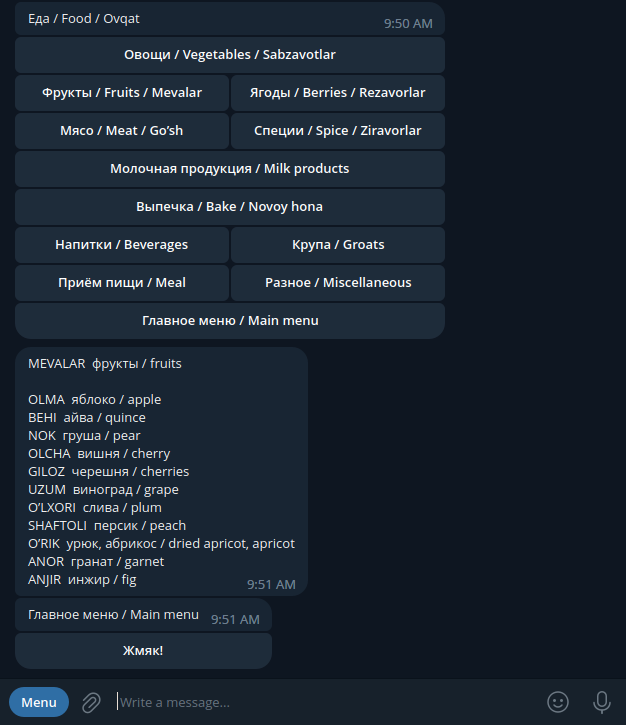 Еда / Food / Ovqat
9:50 AM
Овощи / Vegetables / Sabzavotlar
Фрукты / Fruits / Mevalar
Ягоды / Berries / Rezavorlar
Мясо / Meat / Go’sh
Специи / Spice / Ziravorlar
Молочная продукция / Milk products
Выпечка / Bake / Novoy hona
Напитки / Beverages
Крупа / Groats
Приём пищи / Meal
Разное / Miscellaneous
Главное меню / Main menu
MEVALAR фрукты / fruits
OLMA яблоко / apple
BEHI айва / quince
NOK груша / pear
OLCHA вишня / cherry
GILOZ черешня / cherries
UZUM виноград / grape
O’LXORI слива / plum
SHAFTOLI персик / peach
O’RIK урюк, абрикос / dried apricot, apricot
ANOR гранат / garnet
ANJIR инжир / fig
9:51 AM
Главное меню / Main menu
9:51 AM
Жмяк!
Menu
Write a message...